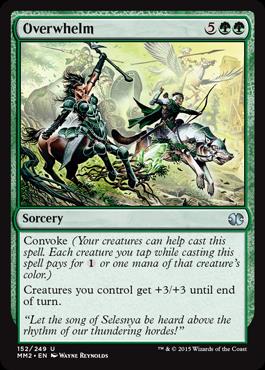 Overwhelm 5
Sorcery
Convoke (Your creatures can help cast this
spell. Each creature you tap while casting this
spell pays for 1 or one mana of that creature's
color.)
Creatures you control get +3/+3 until end
of turn.
"Let the song of Selesnya be heard above the
rhythm of our thundering hordes!"
152/249 U
MM2 • EN Wayne Reynolds ™ & © 2015 Wizards of the Coast